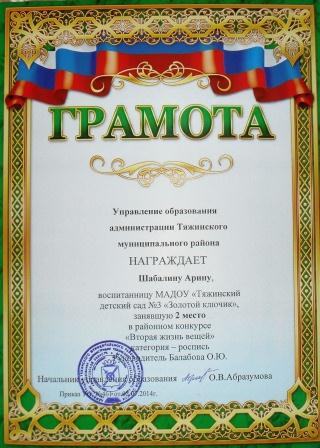 ГРАМОТА
Управление образования
администрации Тяжинского
муниципального района
НАГРАЖДАЕТ
Шабалину Арину,
воспитанницу МАДОУ «Тяжинский
детский сад №3 «Золотой ключик»,
занявшую 2 место
в районном конкурсе
«Вторая жизнь вещей»
категория – роспись
Руководитель Балабова О.Ю.
Начальник управления образования О.В.Абразумова
Приказ 2014г.